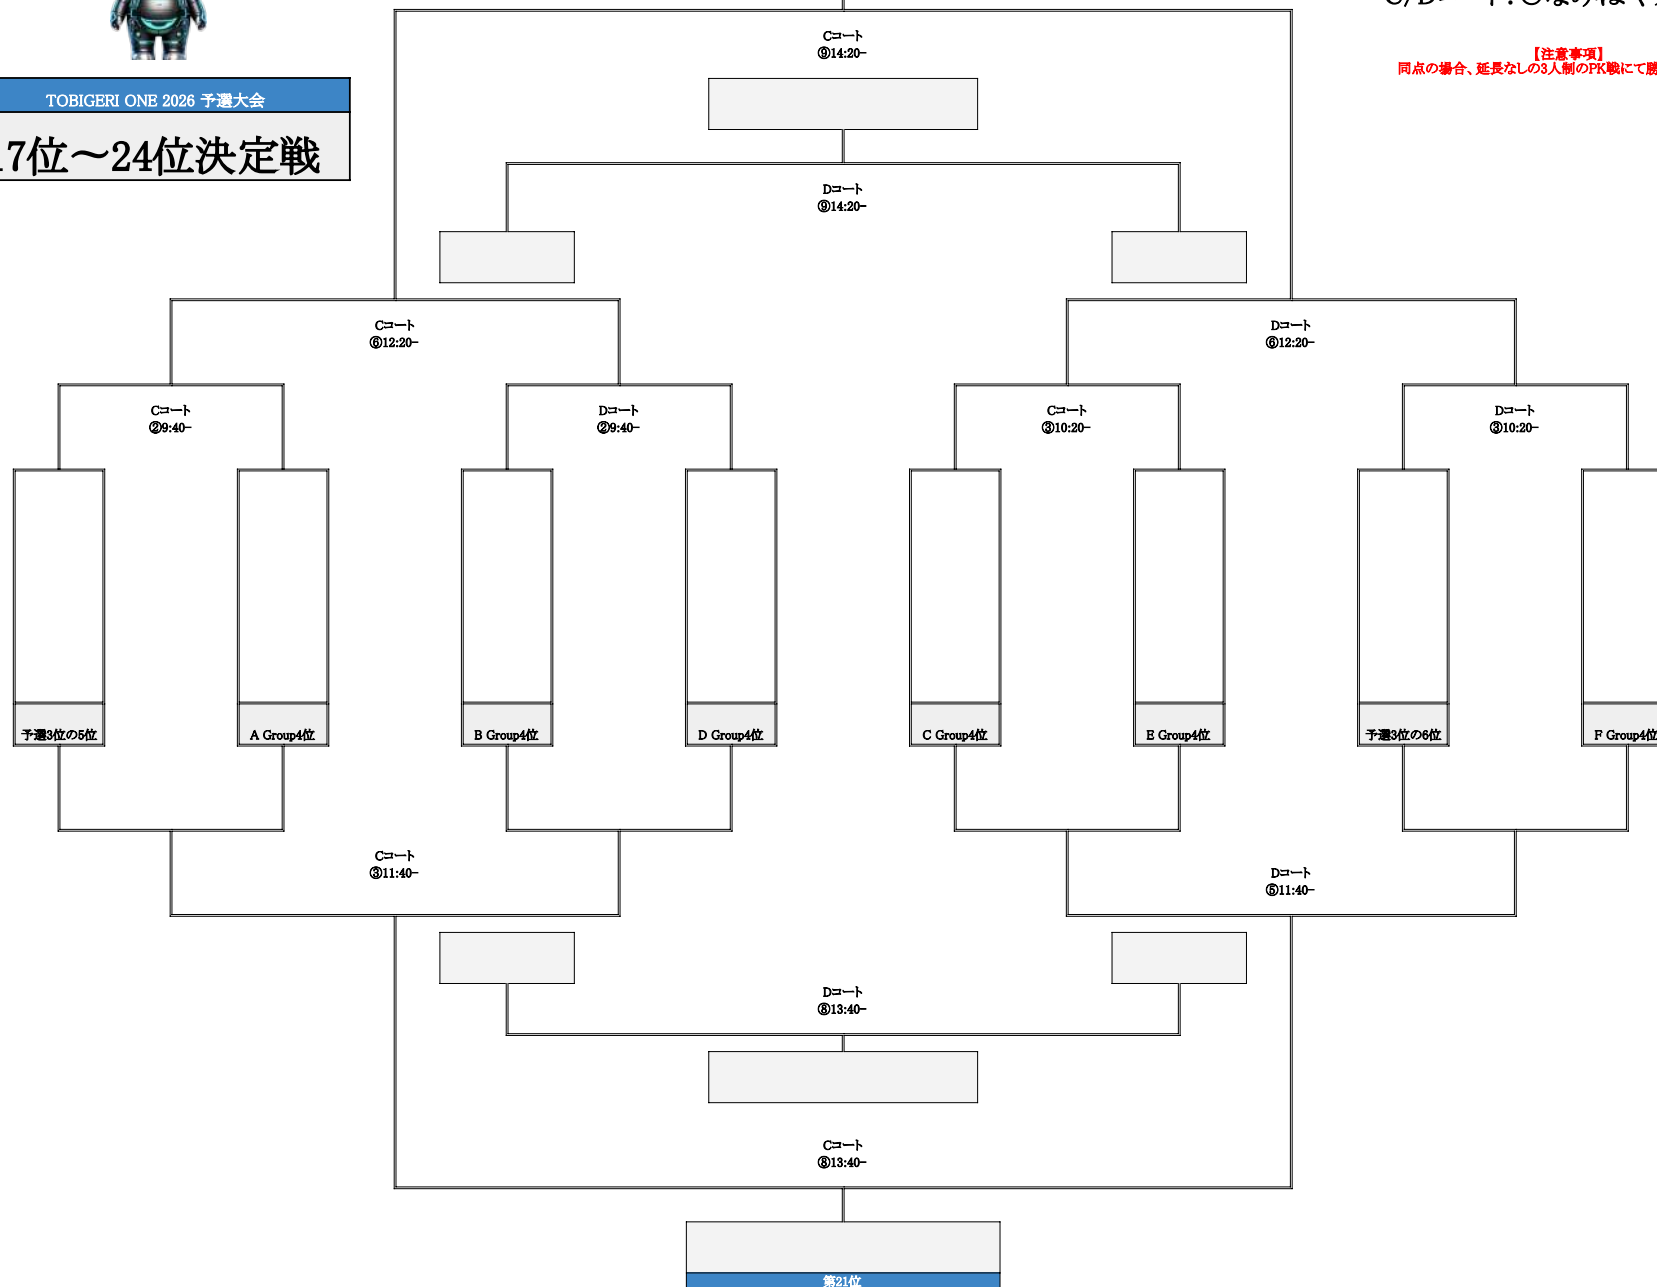 Cコート
⑨14:20-
【注意事項】
同点の場合、延長なしの3人制のPK戦にて勝
TOBIGERI ONE 2026 予選大会
17位～24位決定戦
Dコート
⑨14:20-
Cコート
⑥12:20-
Dコート
⑥12:20-
Cコート
②9:40-
Dコート
②9:40-
Cコート
③10:20-
Dコート
③10:20-
予選3位の5位
A Group4位
B Group4位
D Group4位
C Group4位
E Group4位
予選3位の6位
F Group4位
Cコート
③11:40-
Dコート
⑤11:40-
Dコート
⑧13:40-
Cコート
⑧13:40-
第21位